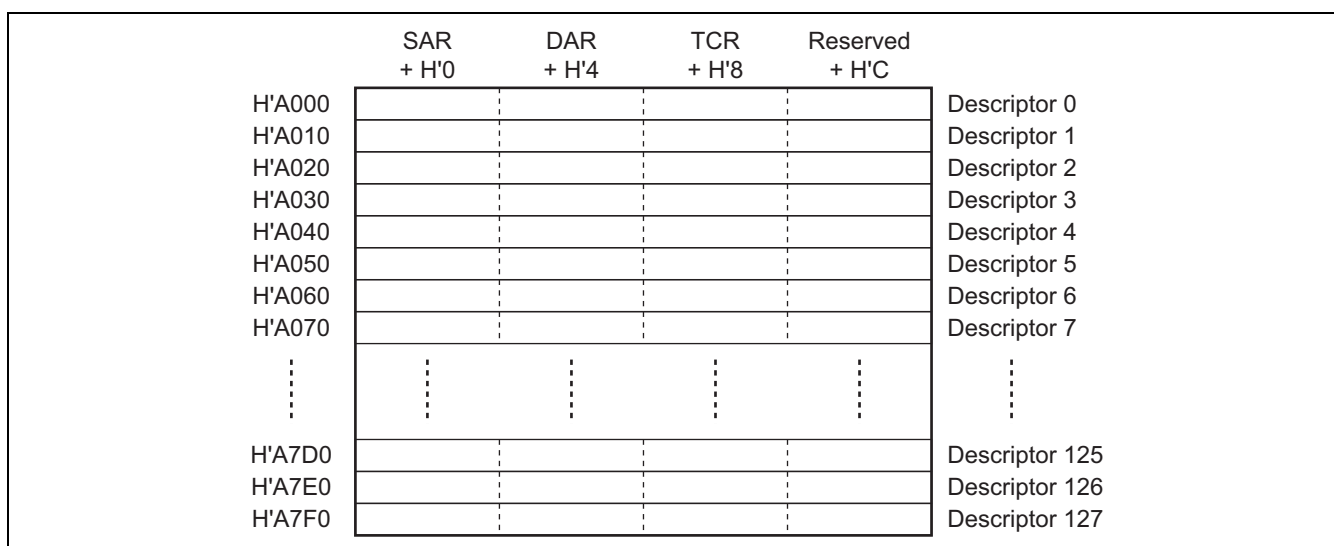 SAR DAR TCR Reserved
+ H'0 + H'4 + H'8 + H'C
H'A000 Descriptor 0
H'A010 Descriptor 1
H'A020 Descriptor 2
H'A030 Descriptor 3
H'A040 Descriptor 4
H'A050 Descriptor 5
H'A060 Descriptor 6
H'A070 Descriptor 7
H'A7D0 Descriptor 125
H'A7E0 Descriptor 126
H'A7F0 Descriptor 127